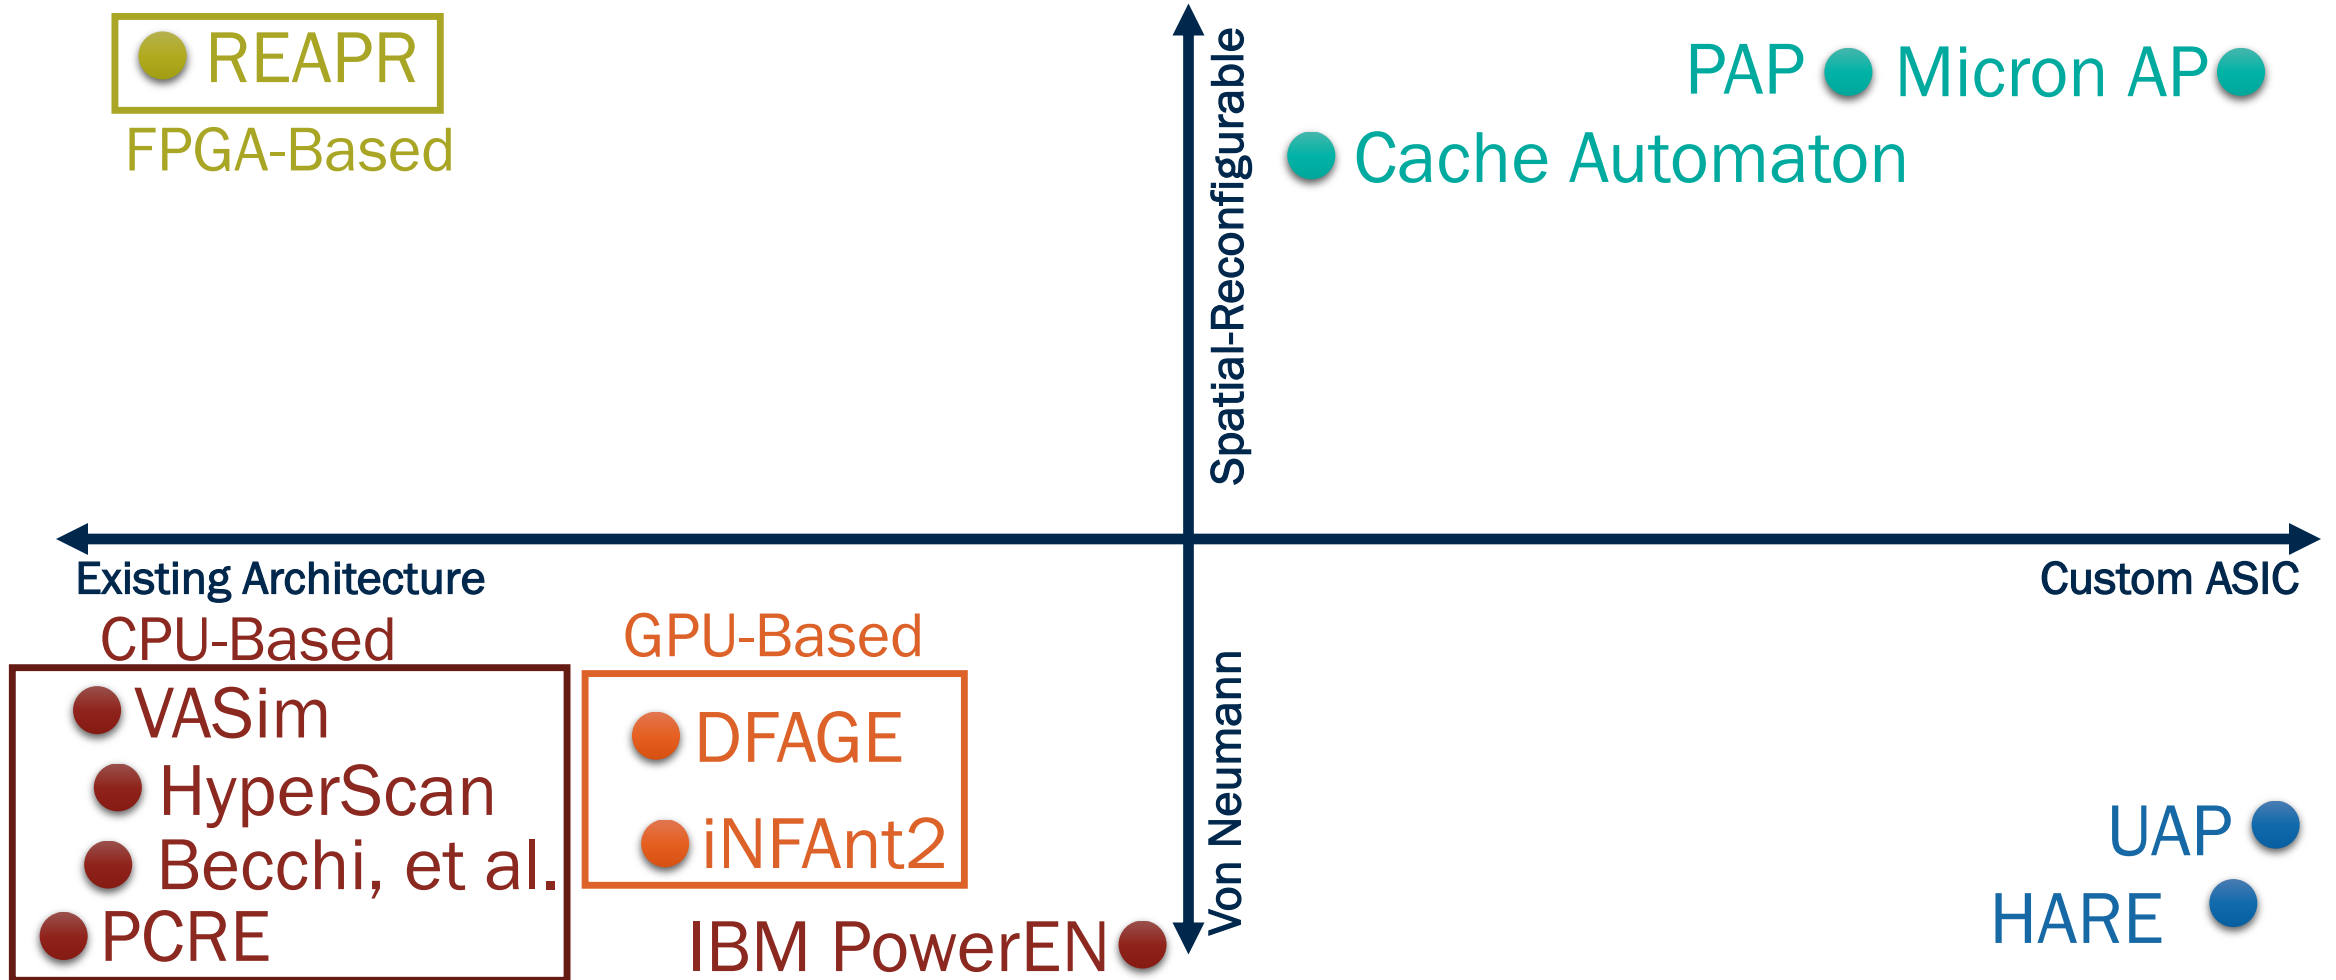 REAPR
FPGA-Based
PAP
Micron AP
Cache Automaton
Spatial-Reconfigurable
Existing Architecture
Custom ASIC
CPU-Based
VASim
HyperScan
Becchi, et al.
PCRE
GPU-Based
DFAGE
iNFAnt2
IBM PowerEN
Von Neumann
UAP
HARE